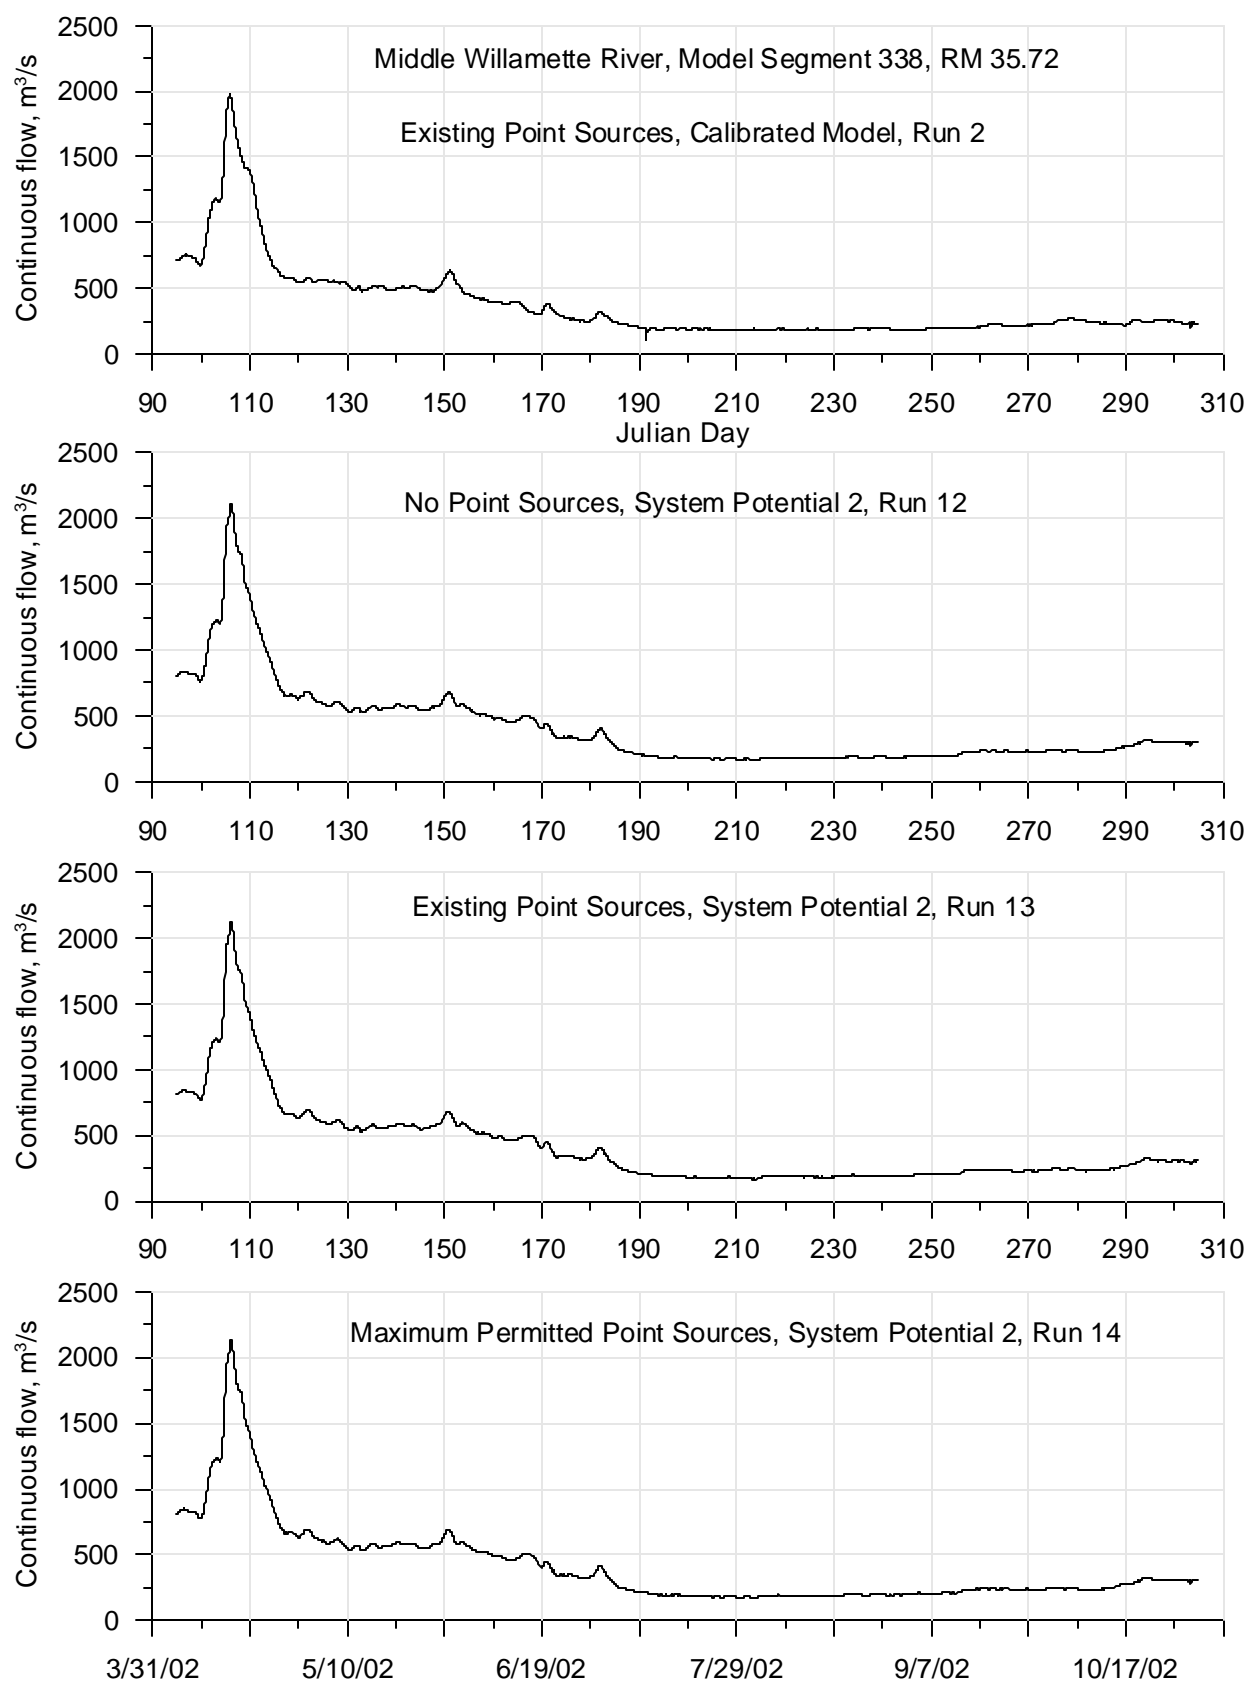 Middle Willamette River, Model Segment 338, RM 35.72
Existing Point Sources, Calibrated Model, Run 2
Continuous flow, m³/s
2500
2000
1500
1000
500
0
90 110 130 150 170 190 210 230 250 270 290 310
Julian Day
No Point Sources, System Potential 2, Run 12
Continuous flow, m³/s
2500
2000
1500
1000
500
0
90 110 130 150 170 190 210 230 250 270 290 310
Existing Point Sources, System Potential 2, Run 13
Continuous flow, m³/s
2500
2000
1500
1000
500
0
90 110 130 150 170 190 210 230 250 270 290 310
Maximum Permitted Point Sources, System Potential 2, Run 14
Continuous flow, m³/s
2500
2000
1500
1000
500
0
3/31/02 5/10/02 6/19/02 7/29/02 9/7/02 10/17/02